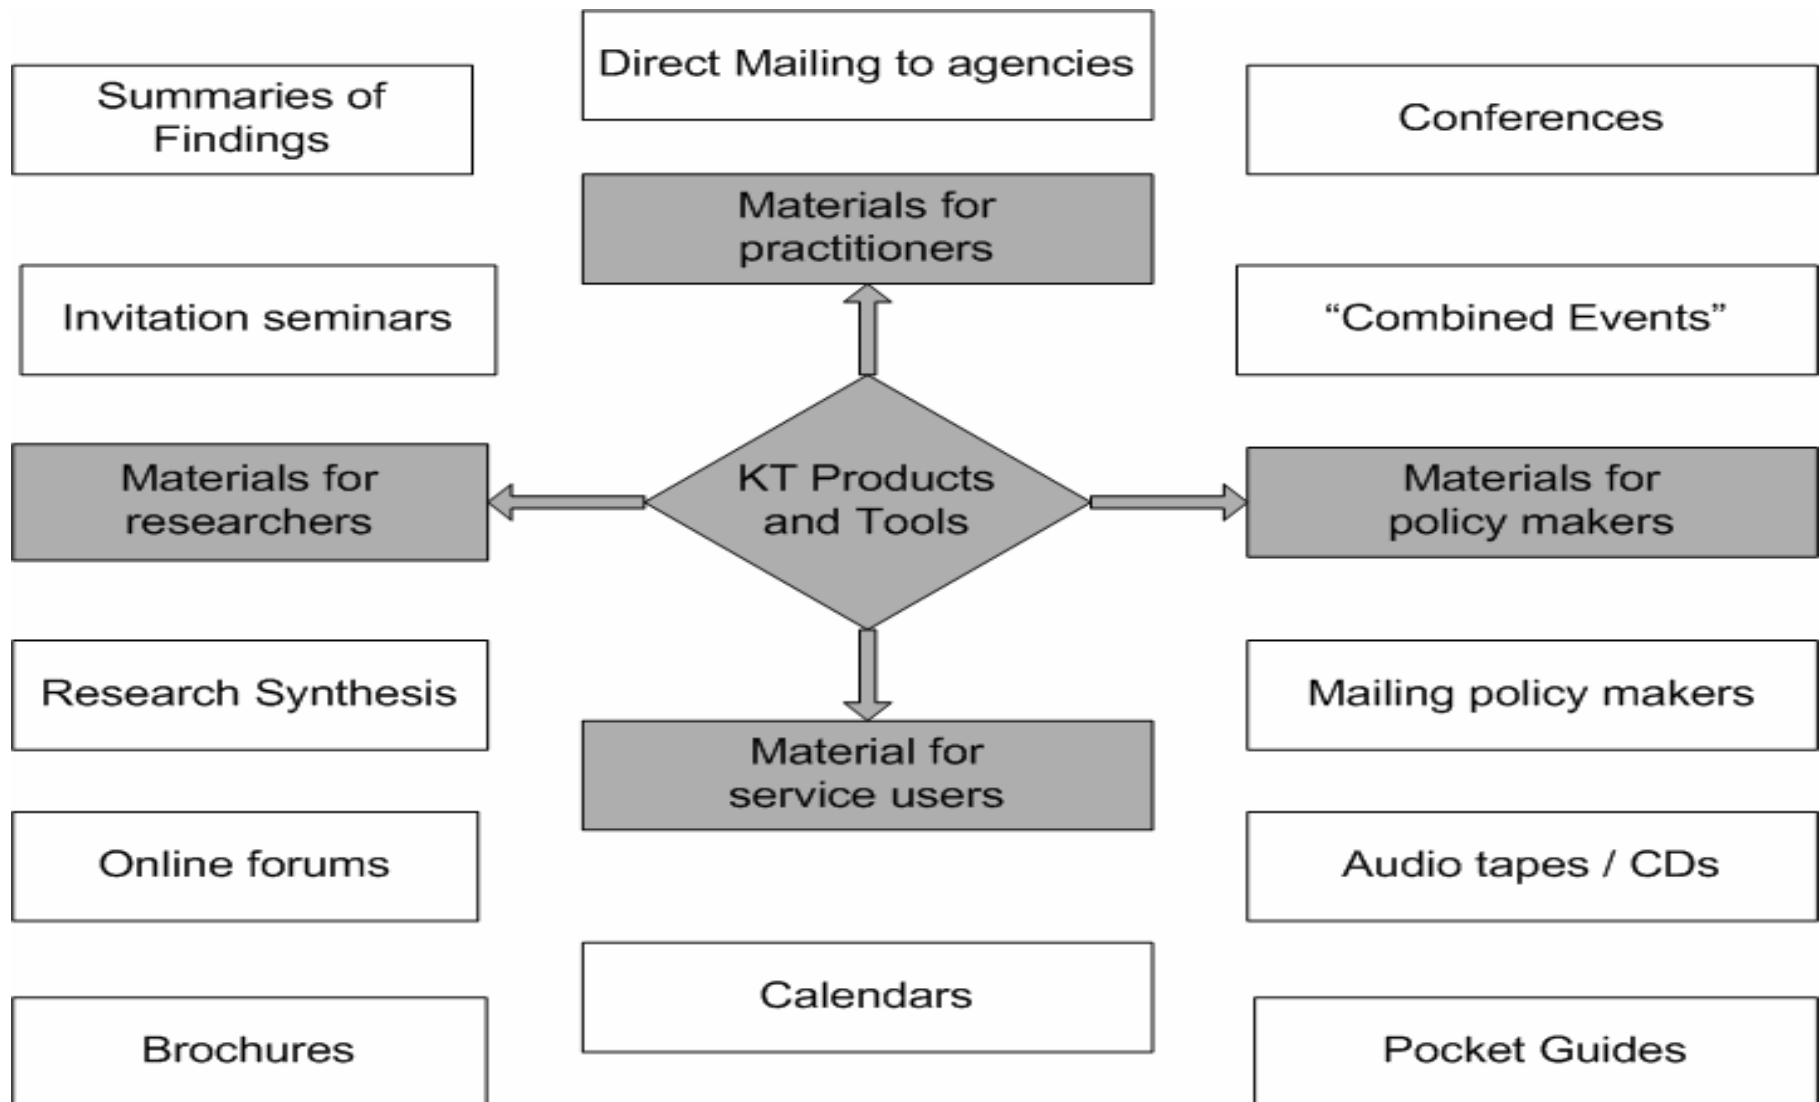 Direct Mailing to agencies
Summaries of
Findings
Conferences
Materials for
practitioners
Invitation seminars
“Combined Events”
Materials for
researchers
KT Products
and Tools
Materials for
policy makers
Research Synthesis
Mailing policy makers
Material for
service users
Online forums
Audio tapes / CDs
Calendars
Brochures
Pocket Guides